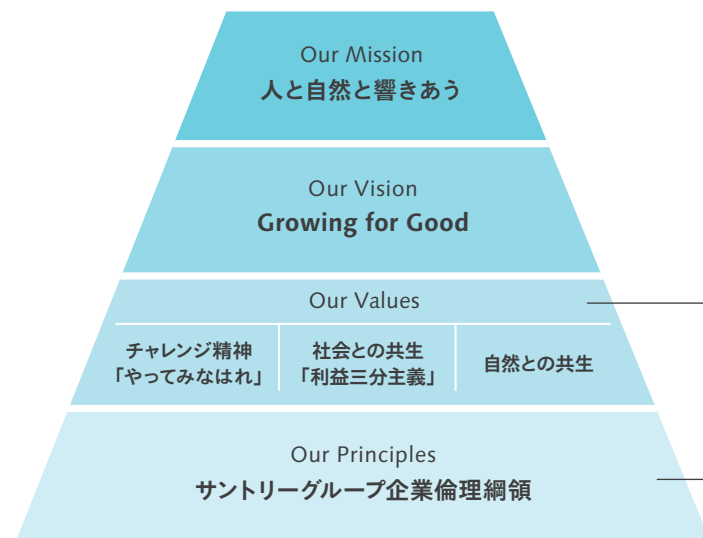 Our Mission
人と自然と響きあう
Our Vision
Growing for Good
Our Values
チャレンジ精神
「やってみなはれ」
社会との共生
「利益三分主義」
自然との共生
Our Principles
サントリーグループ企業倫理綱領